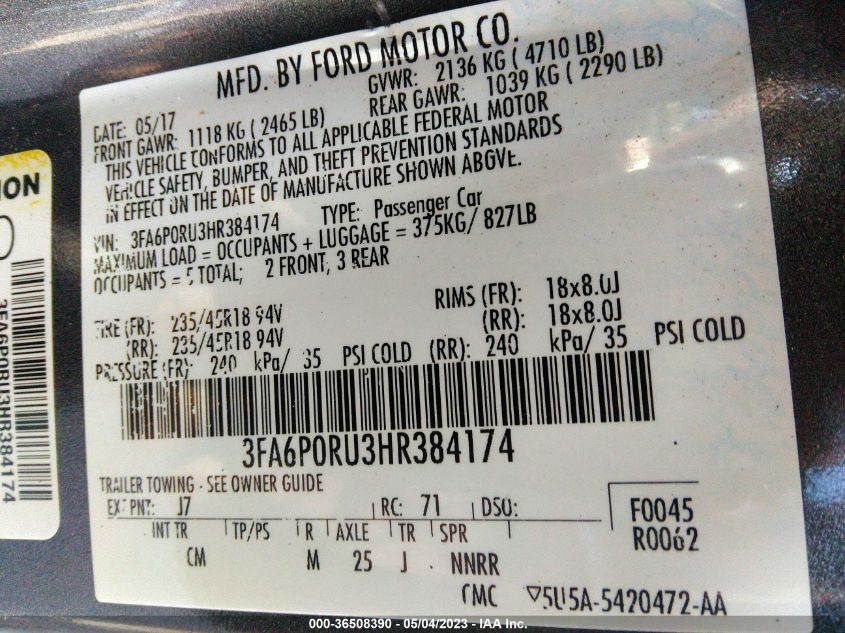 MFD. BY FORD MOTOR CO.
DATE: 05/17 GVWR: 2136 KG ( 4710 LB)
FRONT GAWR: 1118 KG ( 2465 LB) REAR GAWR: 1039 KG ( 2290 LB)
THIS VEHICLE CONFORMS TO ALL APPLICABLE FEDERAL MOTOR
VEHICLE SAFETY, BUMPER, AND THEFT PREVENTION STANDARDS
IN EFFECT ON THE DATE OF MANUFACTURE SHOWN ABOVE.
VIN: 3FA6P0RU3HR384174 TYPE: Passenger Car
MAXIMUM LOAD = OCCUPANTS + LUGGAGE = 375KG/ 827LB
OCCUPANTS = 5 TOTAL; 2 FRONT, 3 REAR
TIRE (FR): 235/45R18 94V RIMS (FR): 18x8.0J
(RR): 235/45R18 94V (RR): 18x8.0J
PRESSURE (FR): 240 kPa/ 35 PSI COLD (RR): 240 kPa/ 35 PSI COLD
3FA6P0RU3HR384174
TRAILER TOWING - SEE OWNER GUIDE
EXT PNT: J7 RC: 71 DSO: F0045
INT TR TP/PS R AXLE TR SPR R0062
CM M 25 J NNRR
CMC ▽5U5A-5420472-AA
ION
3FA6P0RU3HR384174
000-36508390 - 05/04/2023 - IAA Inc.